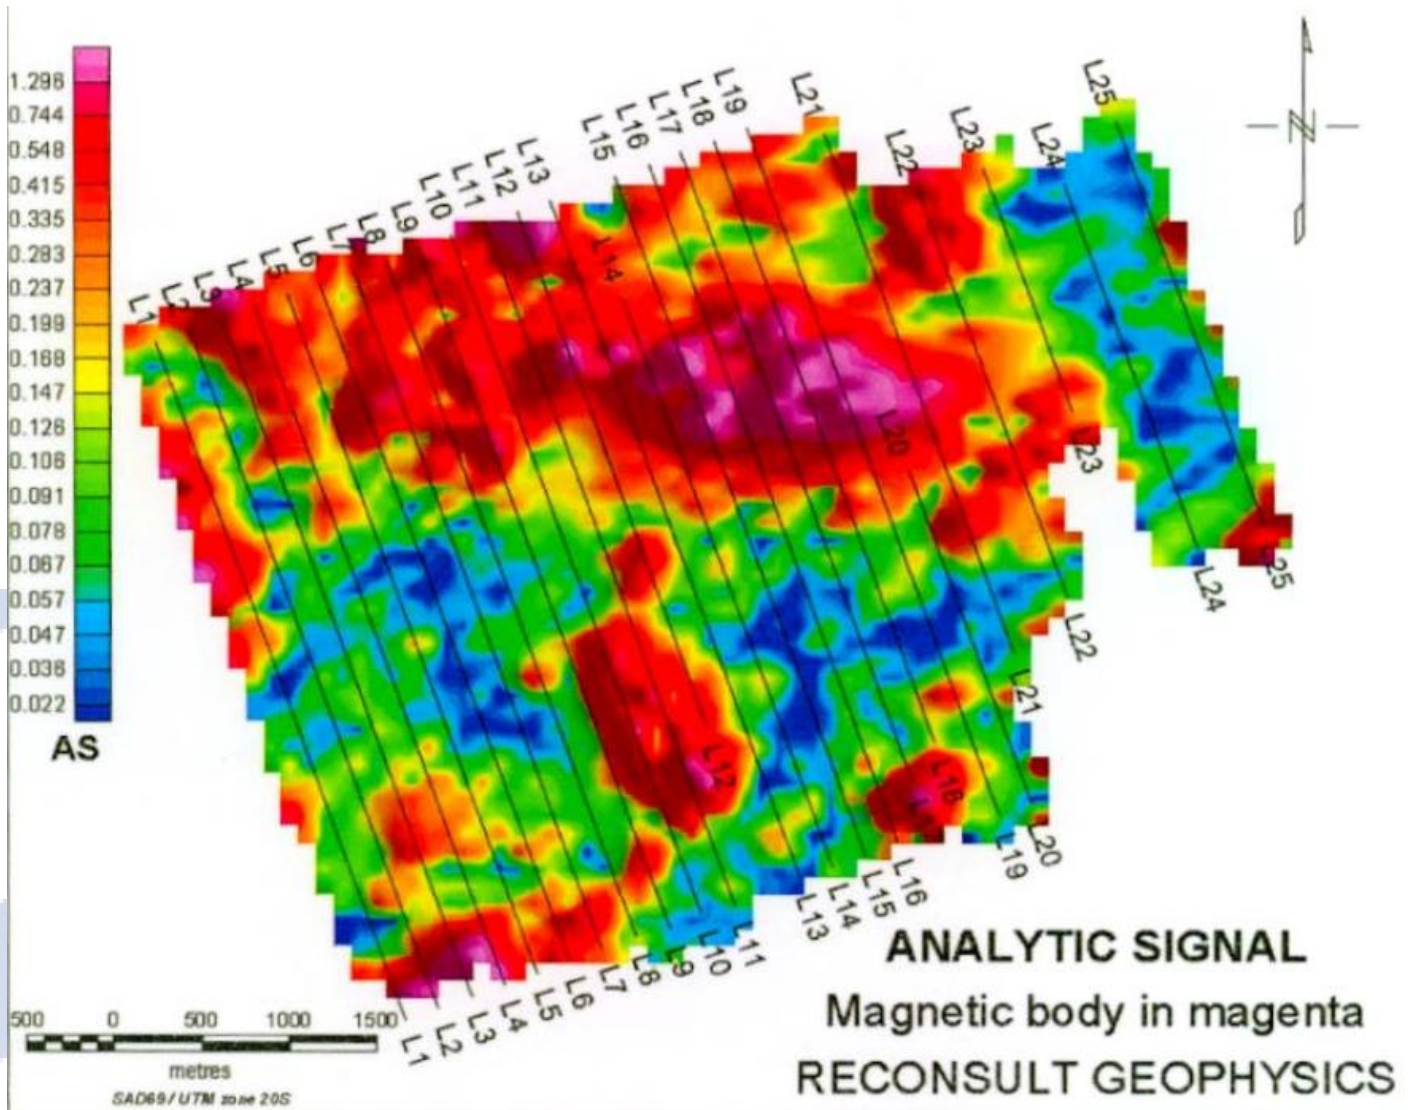 1.296
0.744
0.548
0.415
0.335
0.283
0.237
0.199
0.168
0.147
0.126
0.106
0.091
0.078
0.067
0.057
0.047
0.036
0.022
AS
L1
L2
L3
L4
L5
L6
L7
L8
L9
L10
L11
L12
L13
L14
L15
L16
L17
L18
L19
L21
L22
L23
L24
L25
N
L20
L23
L24
L25
L22
L21
L12
L18
L20
L19
L16
L15
L14
L13
L11
L10
L9
L8
L7
L6
L5
L4
L3
L2
L1
ANALYTIC SIGNAL
Magnetic body in magenta
RECONSULT GEOPHYSICS
500 0 500 1000 1500
metres
SAD69 / UTM zone 20S